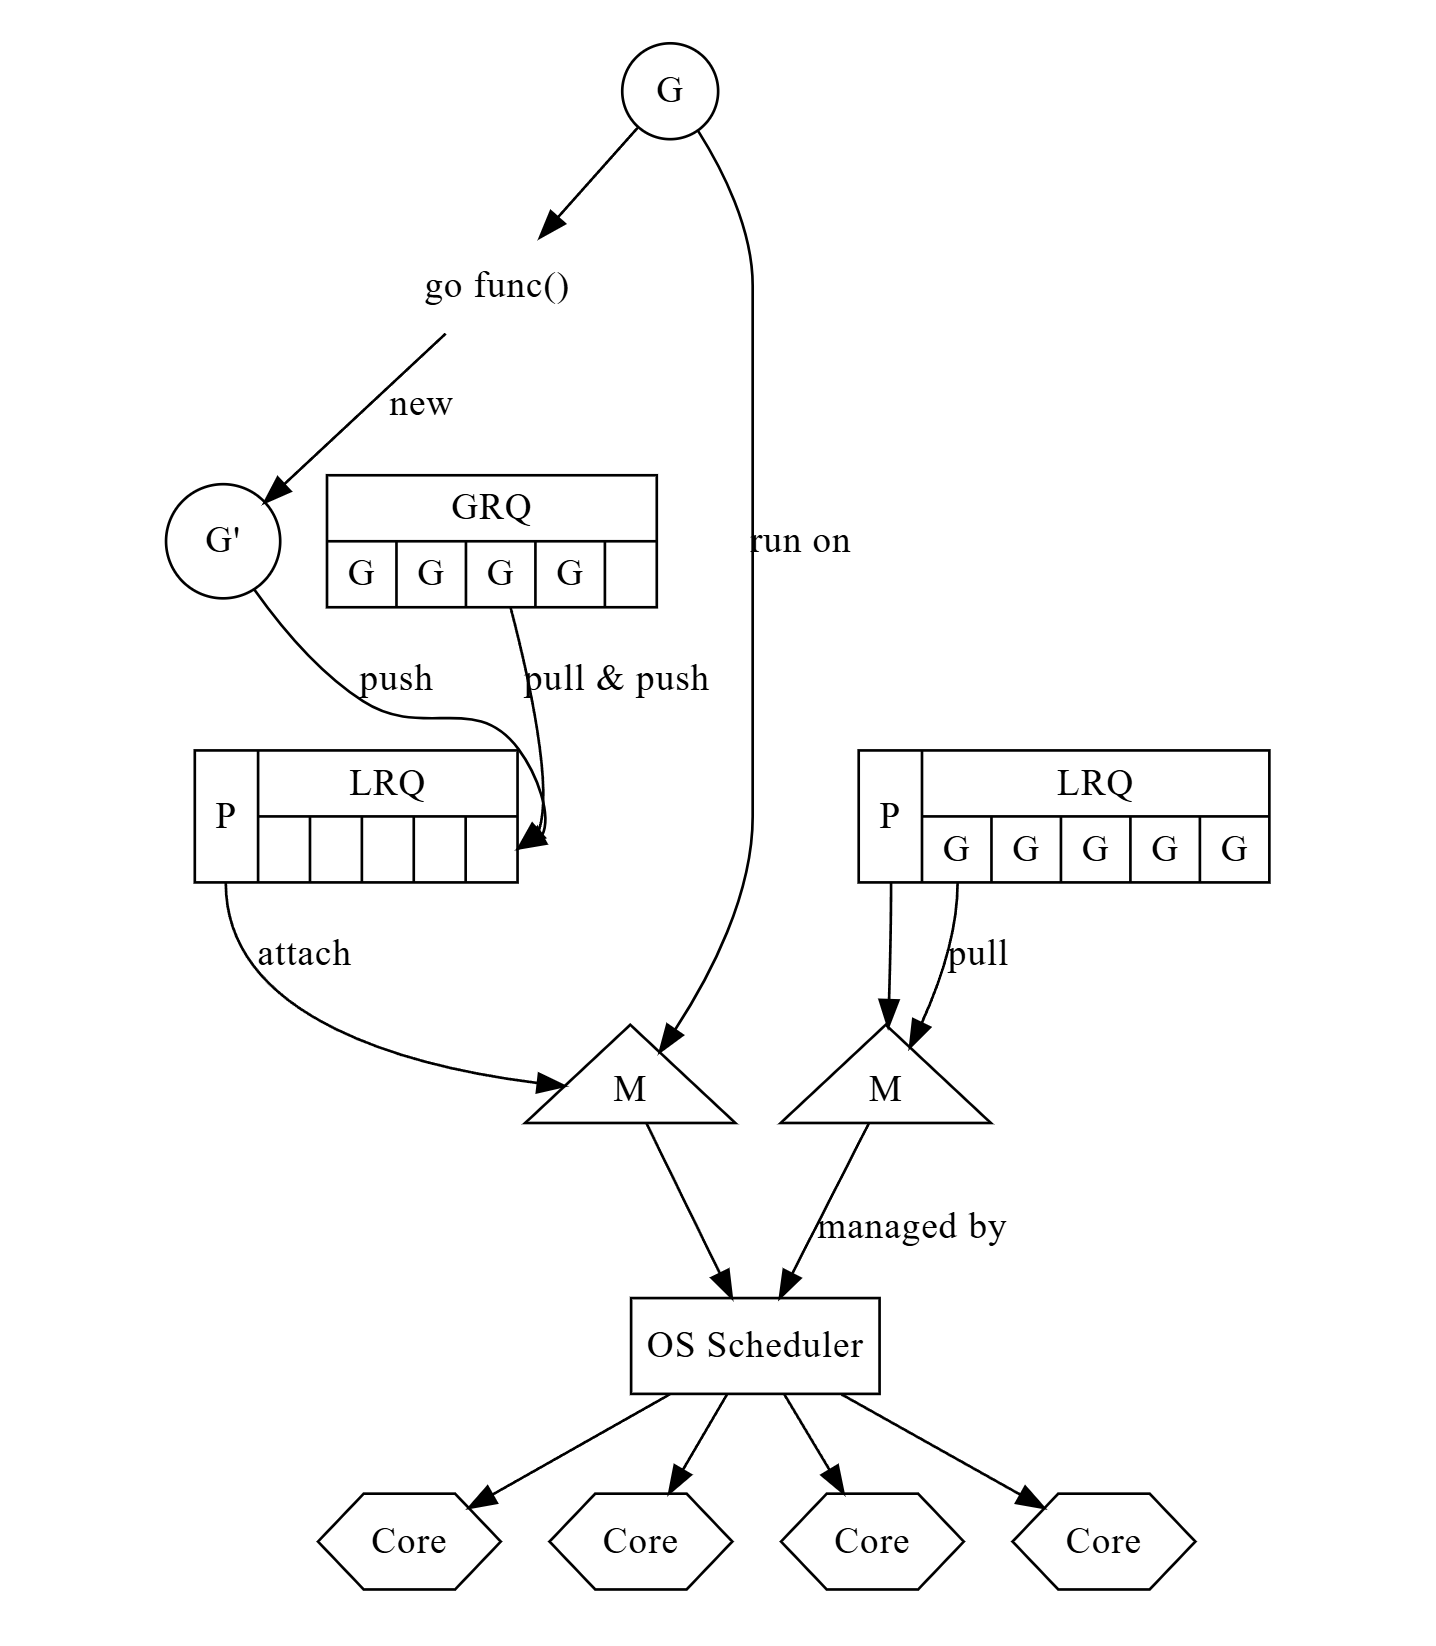 G
go func()
new
G'
GRQ
G G G G
run on
push
pull & push
P
LRQ
P
LRQ
G G G G G
attach
pull
M
M
managed by
OS Scheduler
Core
Core
Core
Core